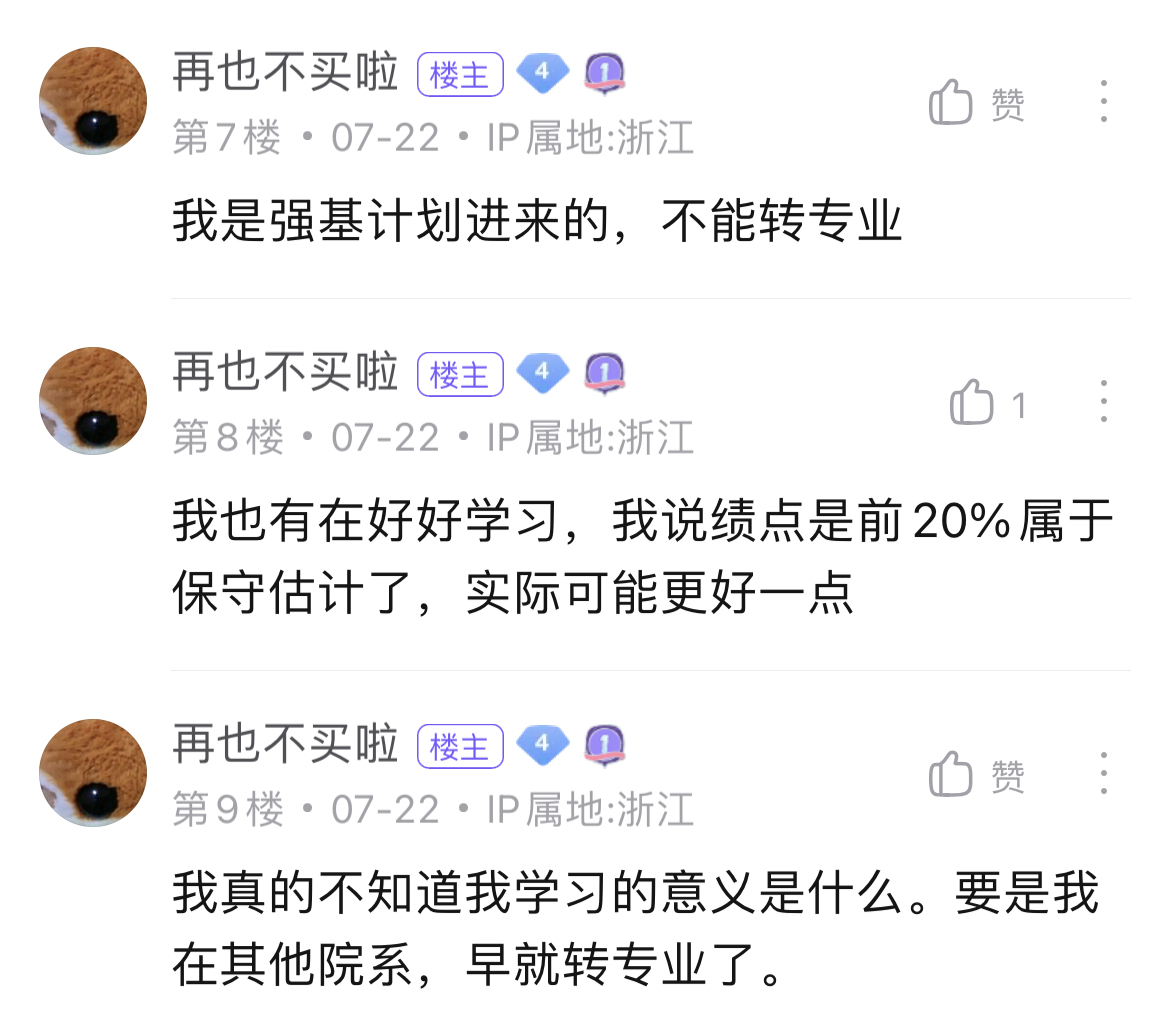 再也不买啦 楼主 4 1
第7楼 • 07-22 • IP属地:浙江
赞
我是强基计划进来的，不能转专业
再也不买啦 楼主 4 1
第8楼 • 07-22 • IP属地:浙江
1
我也有在好好学习，我说绩点是前20%属于
保守估计了，实际可能更好一点
再也不买啦 楼主 4 1
第9楼 • 07-22 • IP属地:浙江
赞
我真的不知道我学习的意义是什么。要是我
在其他院系，早就转专业了。